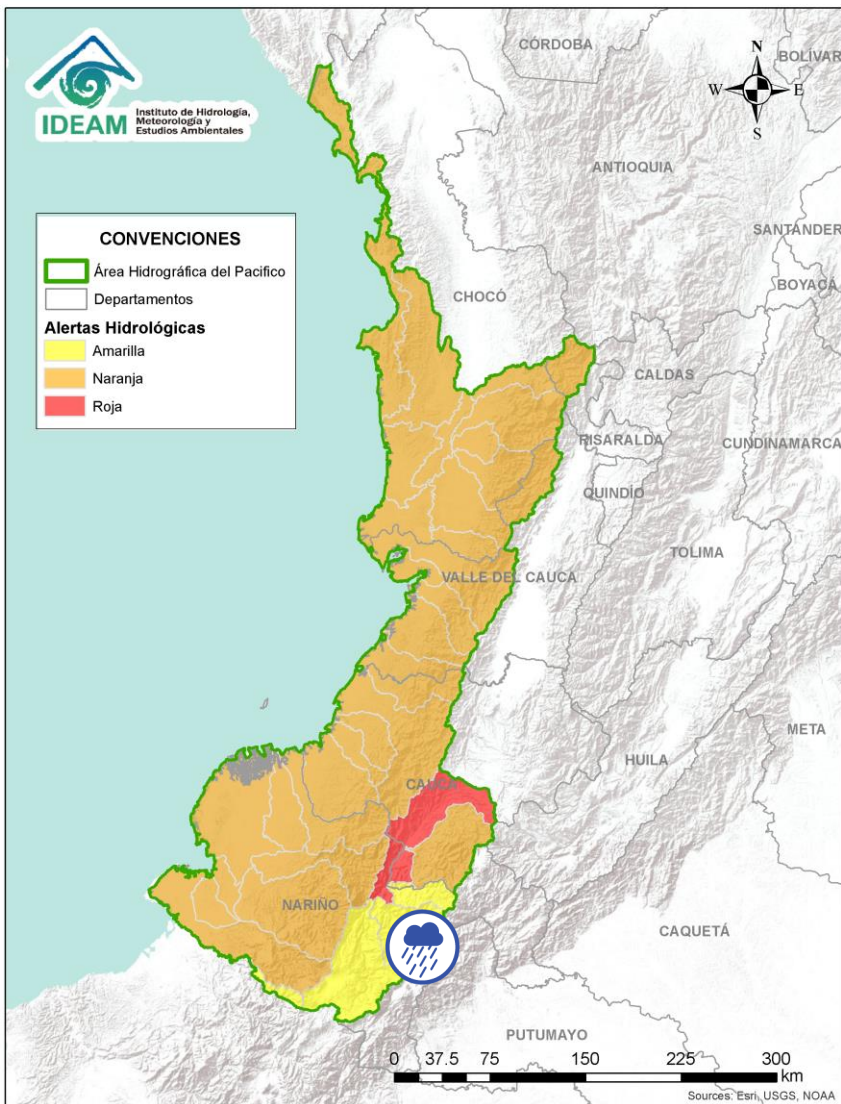 IDEAM
Instituto de Hidrología,
Meteorología y
Estudios Ambientales
N
W
E
S
CONVENCIONES
Área Hidrográfica del Pacifico
Departamentos
Alertas Hidrológicas
Amarilla
Naranja
Roja
CÓRDOBA
BOLÍVAR
ANTIOQUIA
SANTANDER
BOYACÁ
CHOCÓ
CALDAS
RISARALDA
CUNDINAMARCA
QUINDÍO
TOLIMA
VALLE DEL CAUCA
META
HUILA
CAUCA
NARIÑO
CAQUETÁ
PUTUMAYO
0 37.5 75 150 225 300
km
Sources: Esri, USGS, NOAA